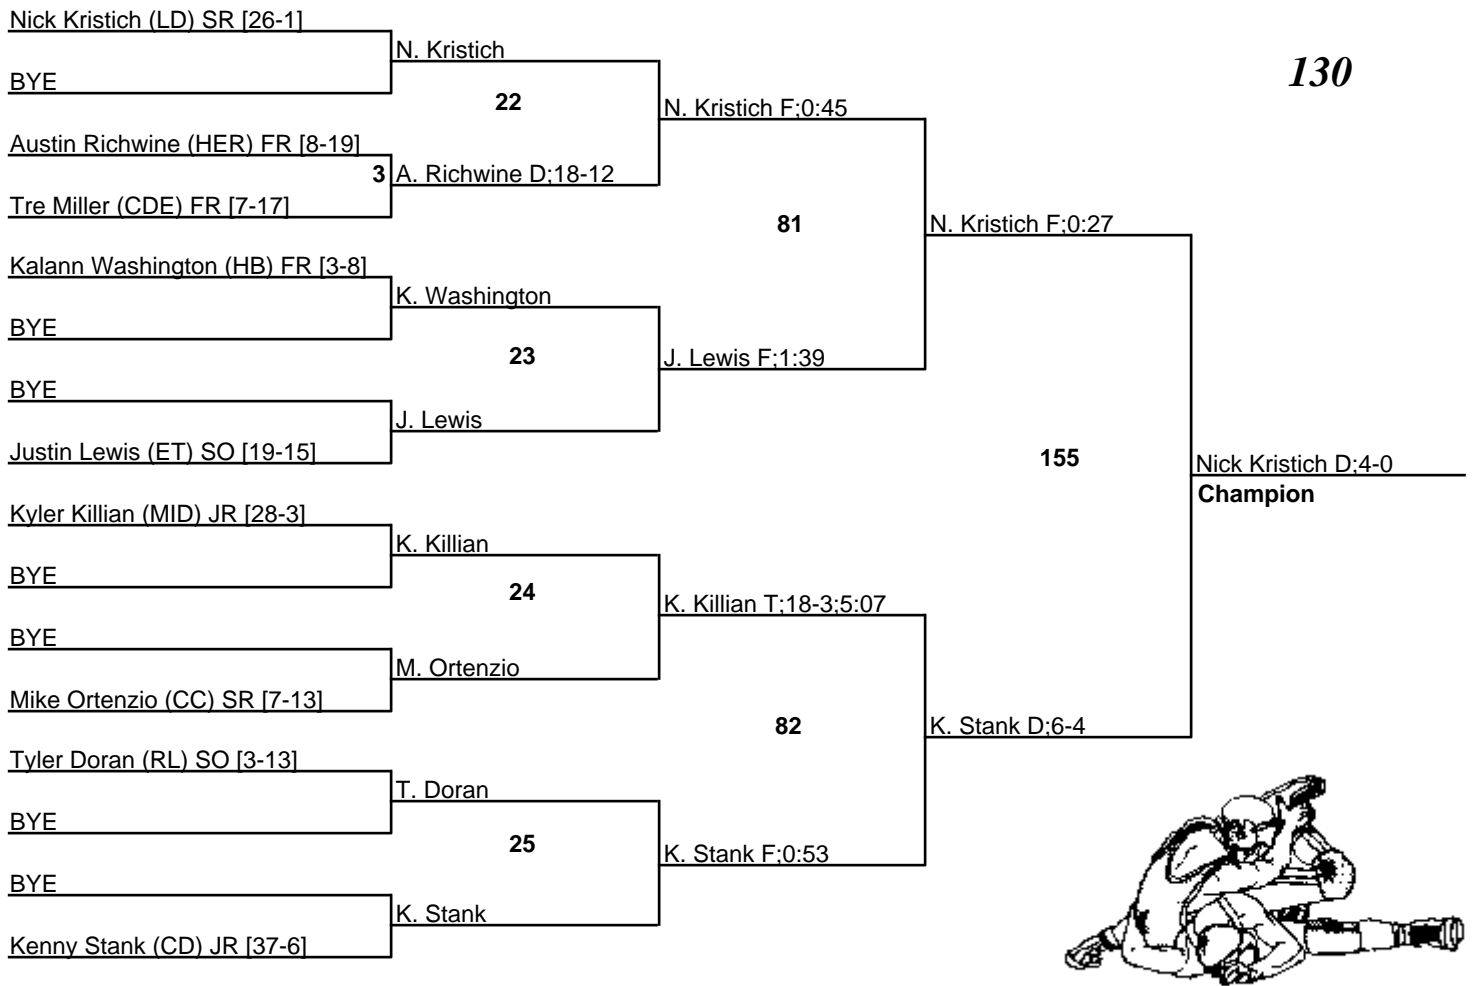 Nick Kristich (LD) SR [26-1]
BYE
Austin Richwine (HER) FR [8-19]
Tre Miller (CDE) FR [7-17]
Kalann Washington (HB) FR [3-8]
BYE
BYE
Justin Lewis (ET) SO [19-15]
Kyler Killian (MID) JR [28-3]
BYE
BYE
Mike Ortenzio (CC) SR [7-13]
Tyler Doran (RL) SO [3-13]
BYE
BYE
Kenny Stank (CD) JR [37-6]
N. Kristich
22
3
A. Richwine D;18-12
K. Washington
23
J. Lewis
K. Killian
24
M. Ortenzio
T. Doran
25
K. Stank
N. Kristich F;0:45
81
J. Lewis F;1:39
K. Killian T;18-3;5:07
82
K. Stank F;0:53
N. Kristich F;0:27
155
K. Stank D;6-4
130
Nick Kristich D;4-0
Champion